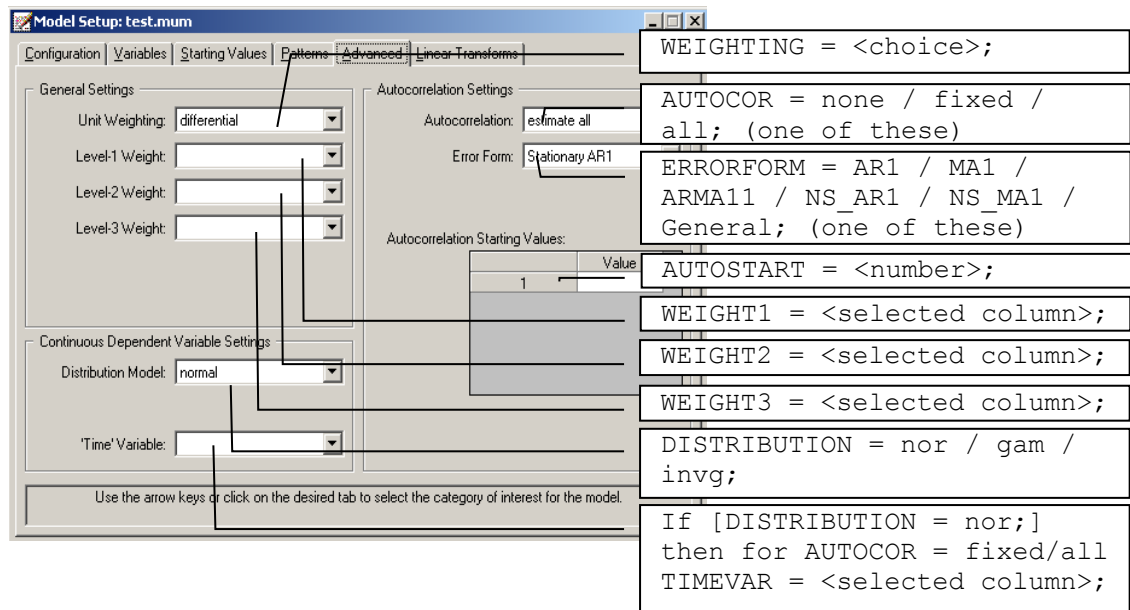 Model Setup: test.mum
Configuration Variables Starting Values Patterns Advanced Linear Transforms
General Settings
Unit Weighting: differential
Level-1 Weight:
Level-2 Weight:
Level-3 Weight:
Continuous Dependent Variable Settings
Distribution Model: normal
'Time' Variable:
Autocorrelation Settings
Autocorrelation: estimate all
Error Form: Stationary AR1
Autocorrelation Starting Values:
Value
1
Use the arrow keys or click on the desired tab to select the category of interest for the model.
WEIGHTING = <choice>;
AUTOCOR = none / fixed /
all; (one of these)
ERRORFORM = AR1 / MA1 /
ARMA11 / NS_AR1 / NS_MA1 /
General; (one of these)
AUTOSTART = <number>;
WEIGHT1 = <selected column>;
WEIGHT2 = <selected column>;
WEIGHT3 = <selected column>;
DISTRIBUTION = nor / gam /
invg;
If [DISTRIBUTION = nor;]
then for AUTOCOR = fixed/all
TIMEVAR = <selected column>;